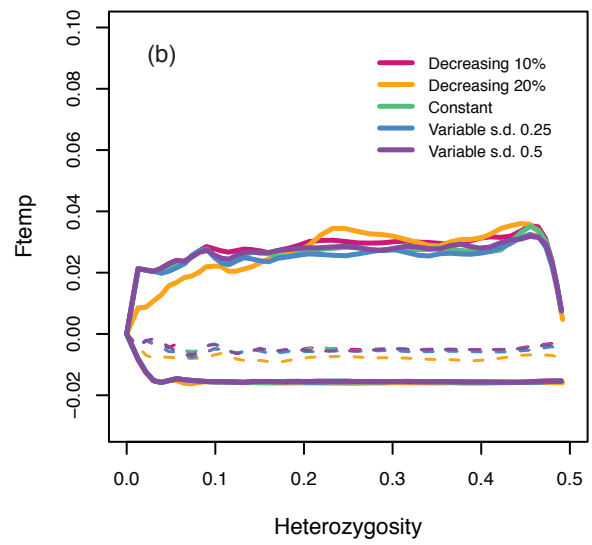 (b)
Decreasing 10%
Decreasing 20%
Constant
Variable s.d. 0.25
Variable s.d. 0.5
Ftemp
0.10
0.08
0.06
0.04
0.02
0.00
−0.02
0.0 0.1 0.2 0.3 0.4 0.5
Heterozygosity